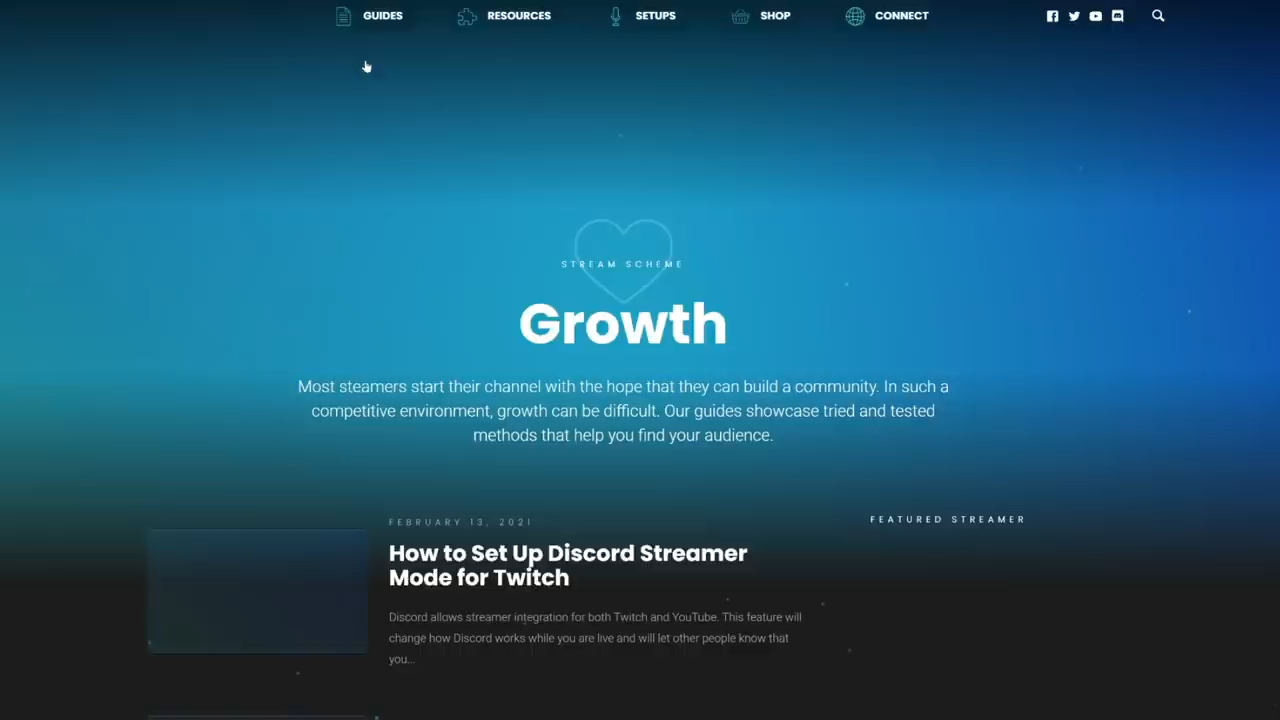 GUIDES RESOURCES SETUPS SHOP CONNECT
STREAM SCHEME
Growth
Most steamers start their channel with the hope that they can build a community. In such a
competitive environment, growth can be difficult. Our guides showcase tried and tested
methods that help you find your audience.
FEBRUARY 13, 2021
How to Set Up Discord Streamer
Mode for Twitch
Discord allows streamer integration for both Twitch and YouTube. This feature will
change how Discord works while you are live and will let other people know that
you...
FEATURED STREAMER